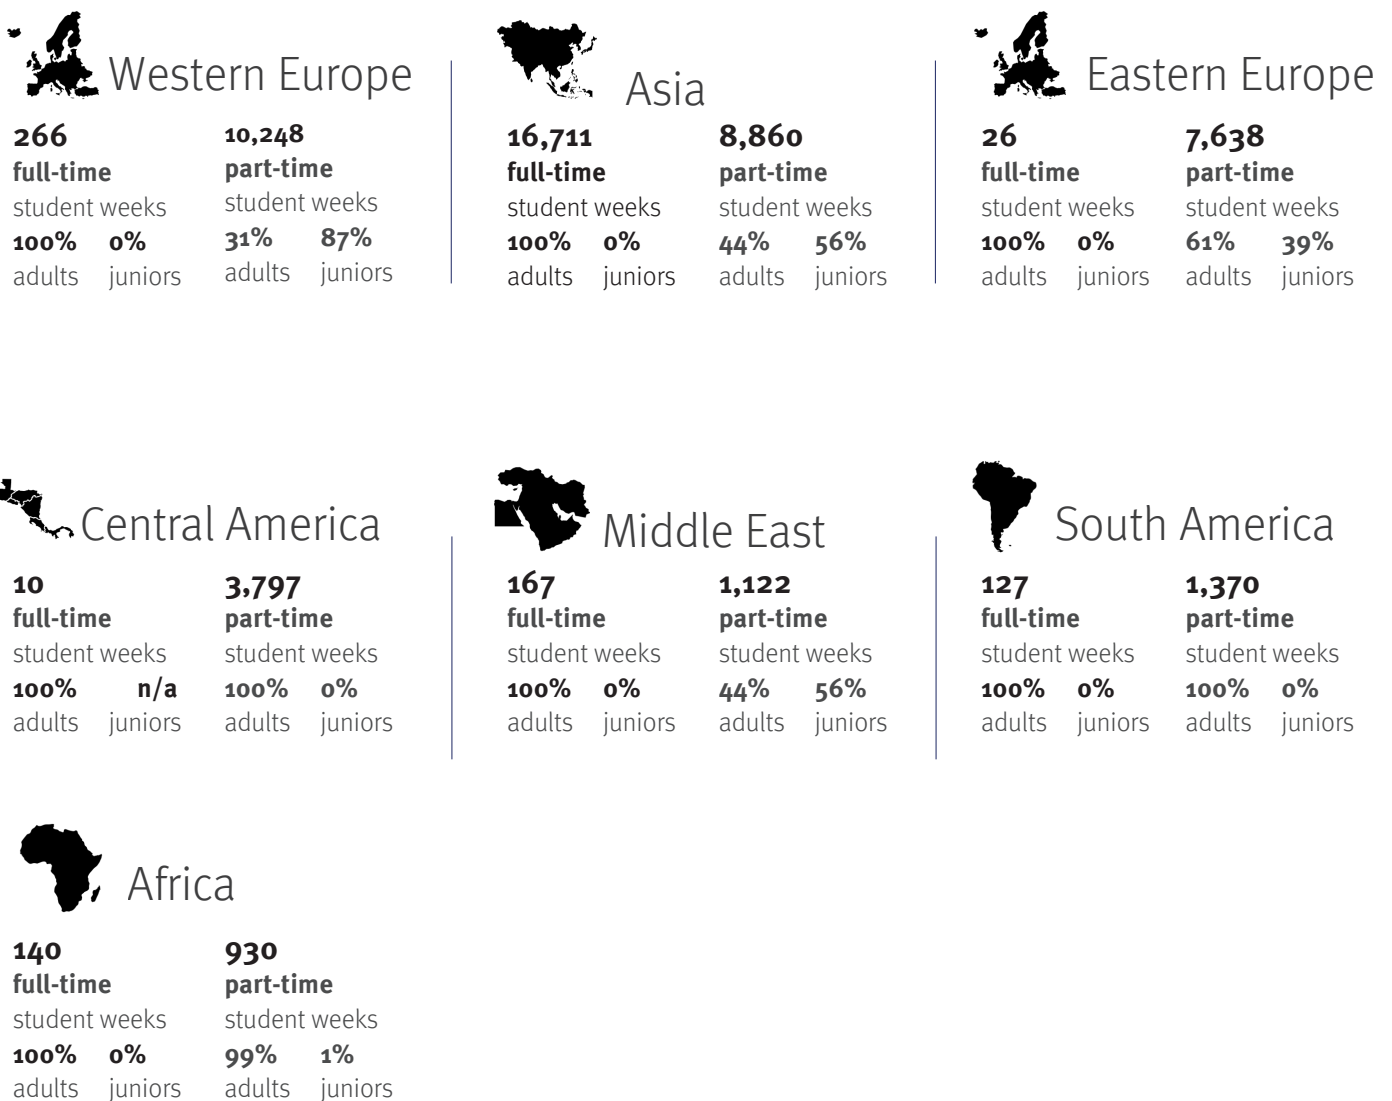 Western Europe
266
full-time
student weeks
100% 0%
adults juniors
10,248
part-time
student weeks
31% 87%
adults juniors
Asia
16,711
full-time
student weeks
100% 0%
adults juniors
8,860
part-time
student weeks
44% 56%
adults juniors
Eastern Europe
26
full-time
student weeks
100% 0%
adults juniors
7,638
part-time
student weeks
61% 39%
adults juniors
Central America
10
full-time
student weeks
100% n/a
adults juniors
3,797
part-time
student weeks
100% 0%
adults juniors
Middle East
167
full-time
student weeks
100% 0%
adults juniors
1,122
part-time
student weeks
44% 56%
adults juniors
South America
127
full-time
student weeks
100% 0%
adults juniors
1,370
part-time
student weeks
100% 0%
adults juniors
Africa
140
full-time
student weeks
100% 0%
adults juniors
930
part-time
student weeks
99% 1%
adults juniors